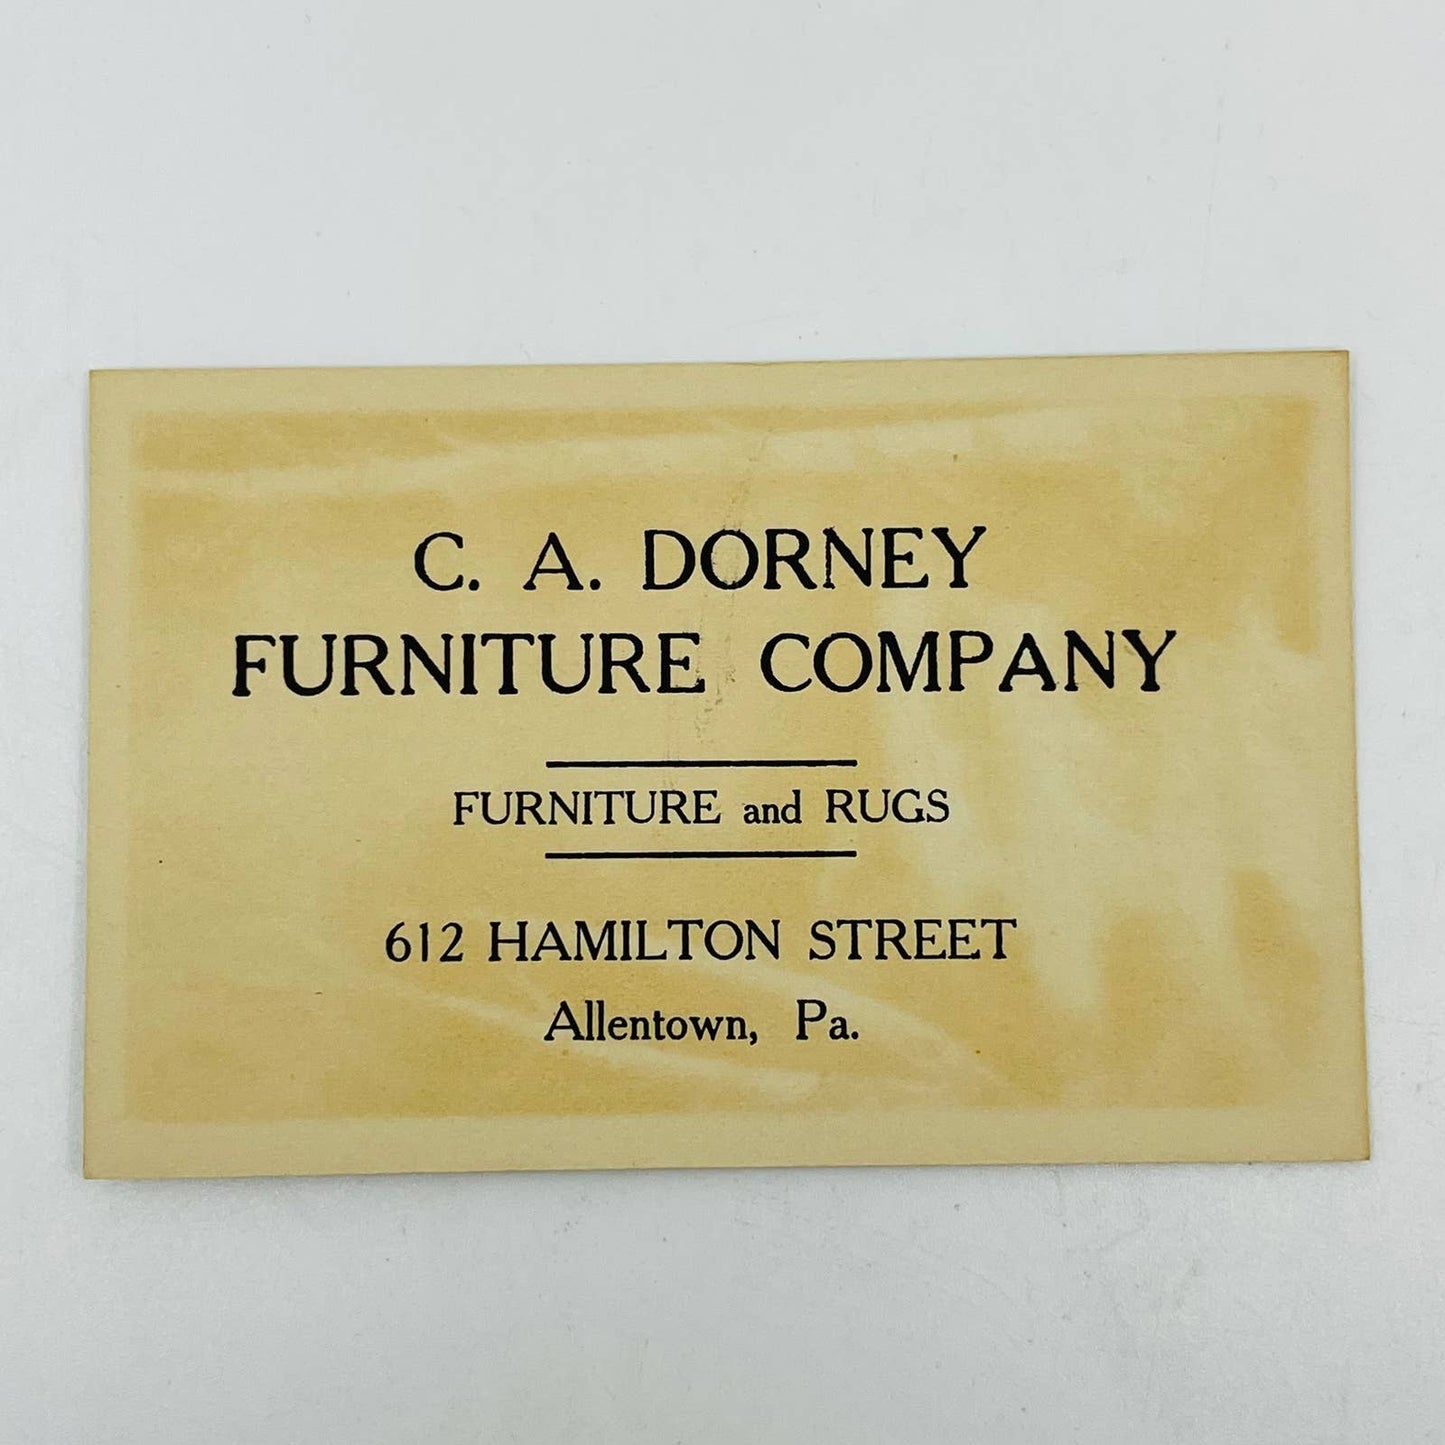 C. A. DORNEY
FURNITURE COMPANY
FURNITURE and RUGS
612 HAMILTON STREET
Allentown, Pa.